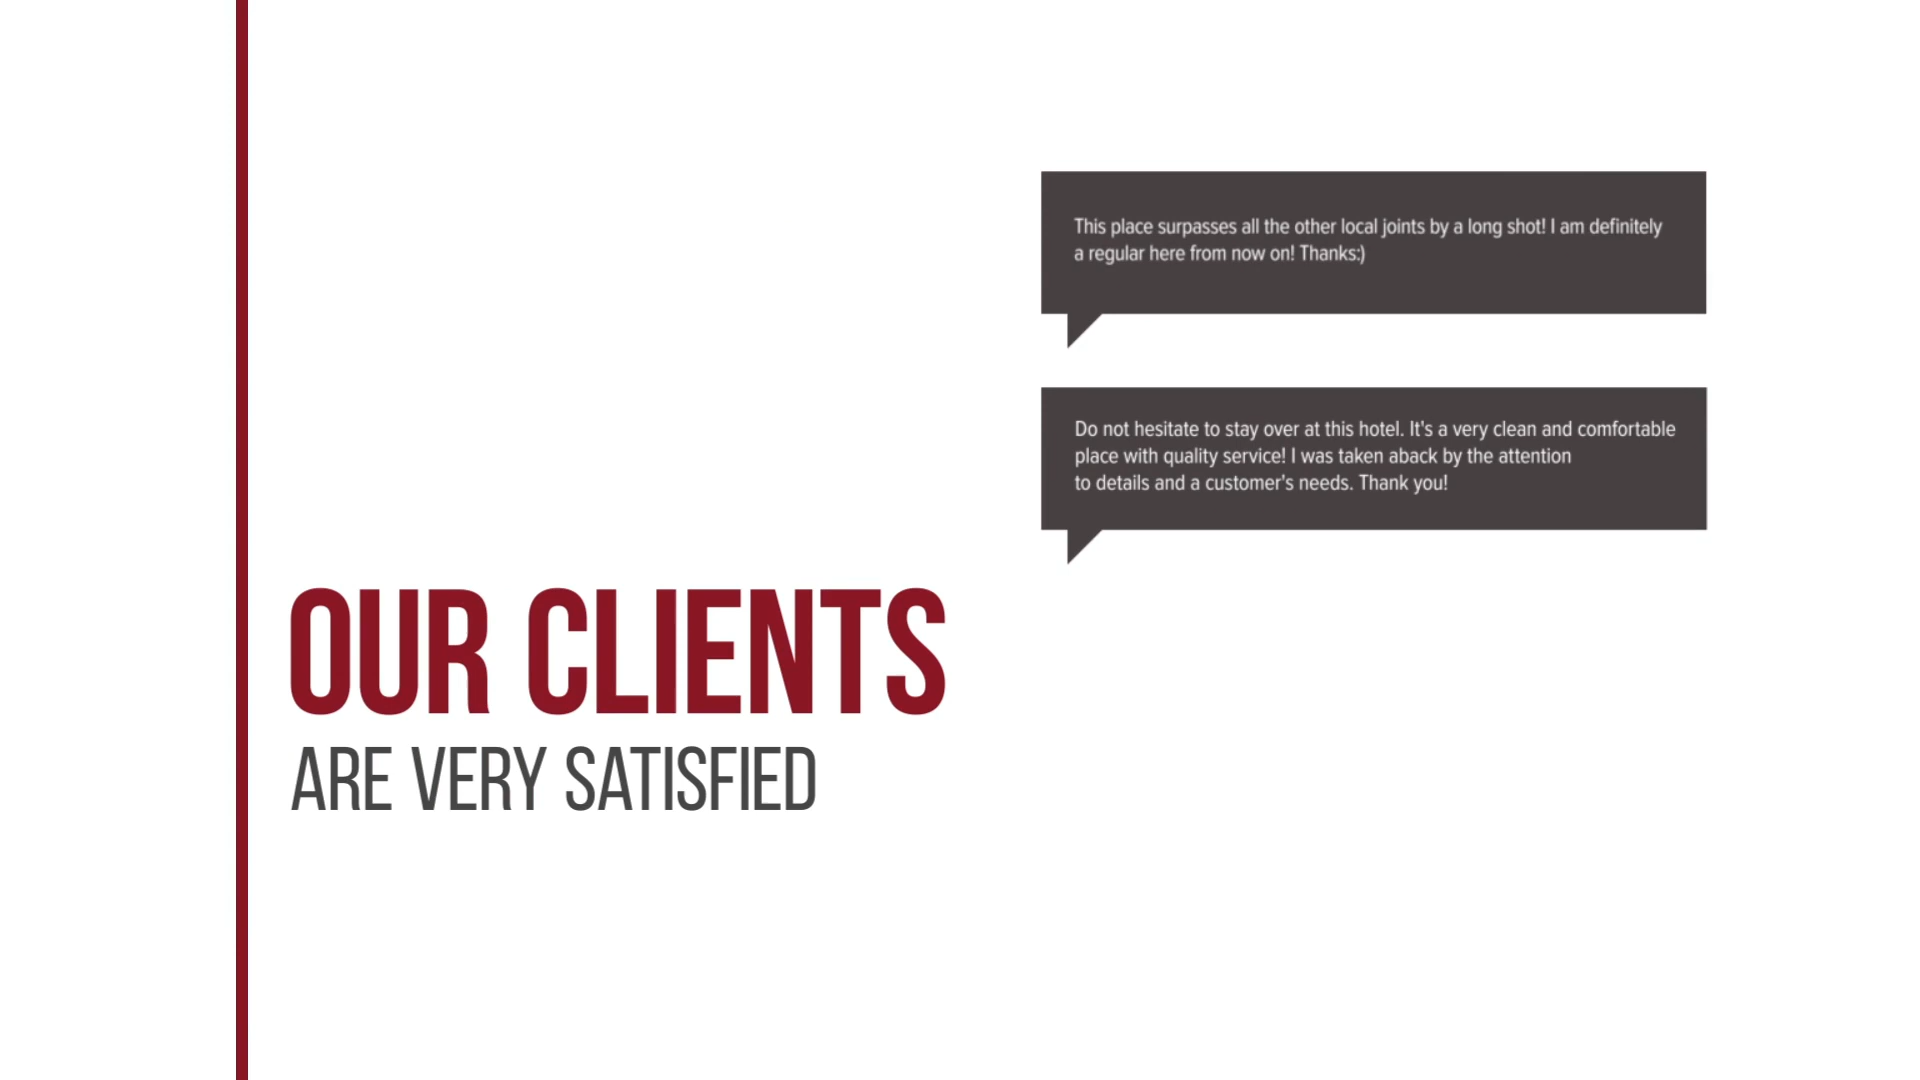 This place surpasses all the other local joints by a long shot! I am definitely
a regular here from now on! Thanks:)
Do not hesitate to stay over at this hotel. It's a very clean and comfortable
place with quality service! I was taken aback by the attention
to details and a customer's needs. Thank you!
OUR CLIENTS
ARE VERY SATISFIED